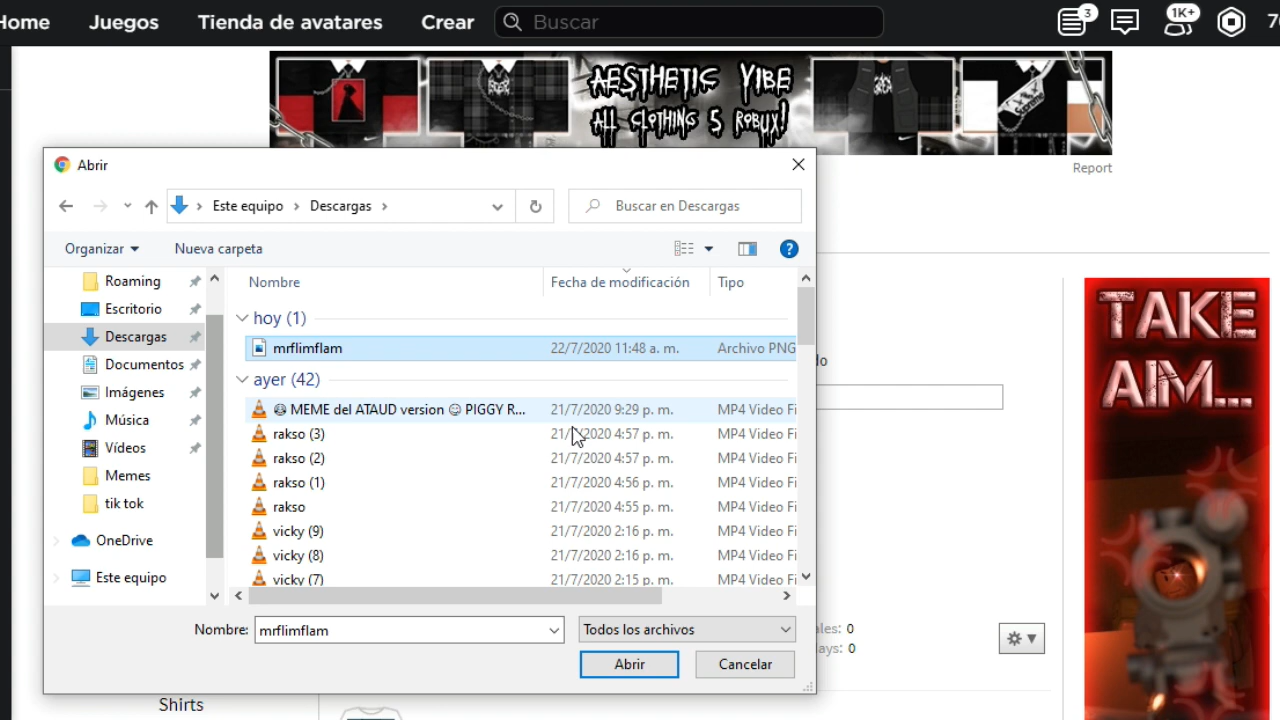 Home Juegos Tienda de avatares Crear Buscar 3 1K+
AESTHETIC VIBE
ALL CLOTHING 5 ROBUX!
Report
Abrir
Este equipo > Descargas > Buscar en Descargas
Organizar Nueva carpeta
Roaming
Escritorio
Descargas
Documentos
Imágenes
Música
Vídeos
Memes
tik tok
OneDrive
Este equipo
Nombre Fecha de modificación Tipo
hoy (1)
mrflimflam 22/7/2020 11:48 a. m. Archivo PNG
ayer (42)
😂 MEME del ATAUD version 😋 PIGGY R... 21/7/2020 9:29 p. m. MP4 Video Fi
rakso (3) 21/7/2020 4:57 p. m. MP4 Video Fi
rakso (2) 21/7/2020 4:57 p. m. MP4 Video Fi
rakso (1) 21/7/2020 4:56 p. m. MP4 Video Fi
rakso 21/7/2020 4:55 p. m. MP4 Video Fi
vicky (9) 21/7/2020 2:16 p. m. MP4 Video Fi
vicky (8) 21/7/2020 2:16 p. m. MP4 Video Fi
vicky (7) 21/7/2020 2:15 p. m. MP4 Video Fi
Nombre: mrflimflam Todos los archivos
Abrir Cancelar
TAKE
AIM...
ales: 0
ays: 0
Shirts